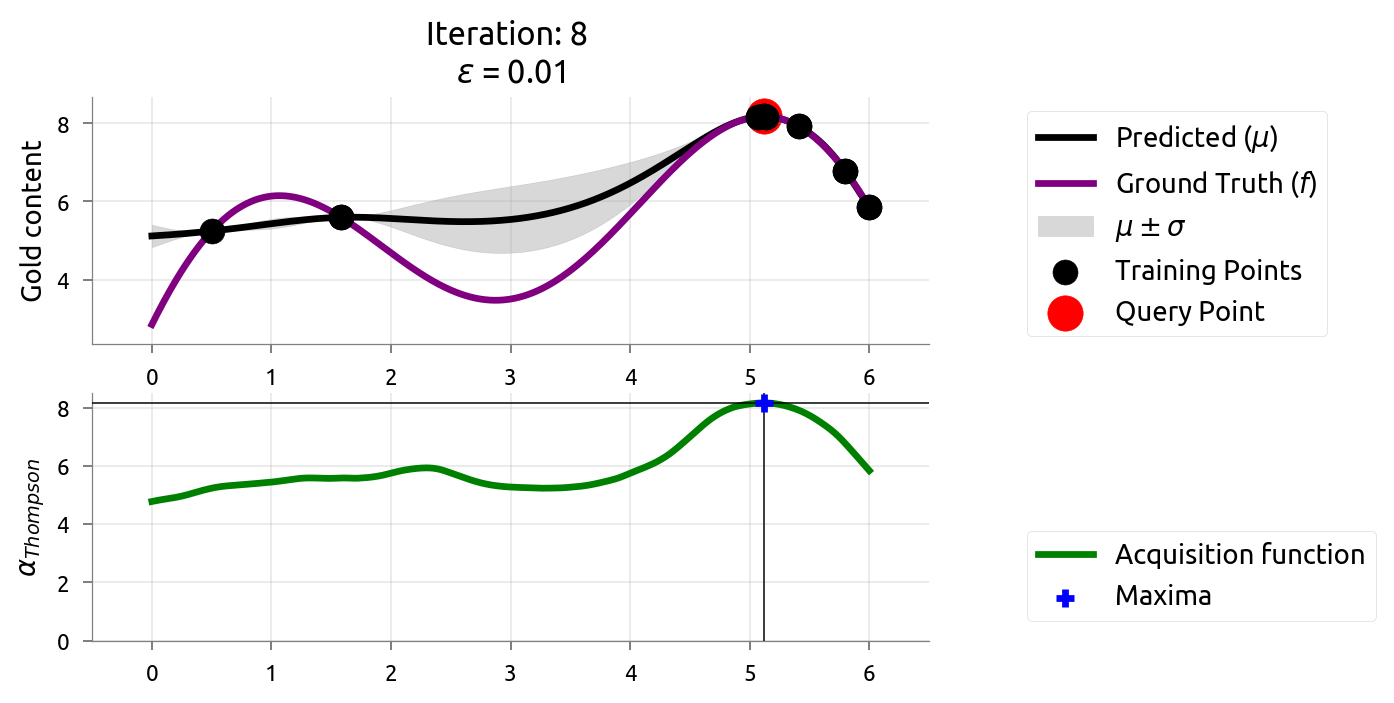 Iteration: 8
ε = 0.01
Gold content
8
6
4
0 1 2 3 4 5 6
Predicted (μ)
Ground Truth (f)
μ ± σ
Training Points
Query Point
α_Thompson
8
6
4
2
0
0 1 2 3 4 5 6
Acquisition function
Maxima